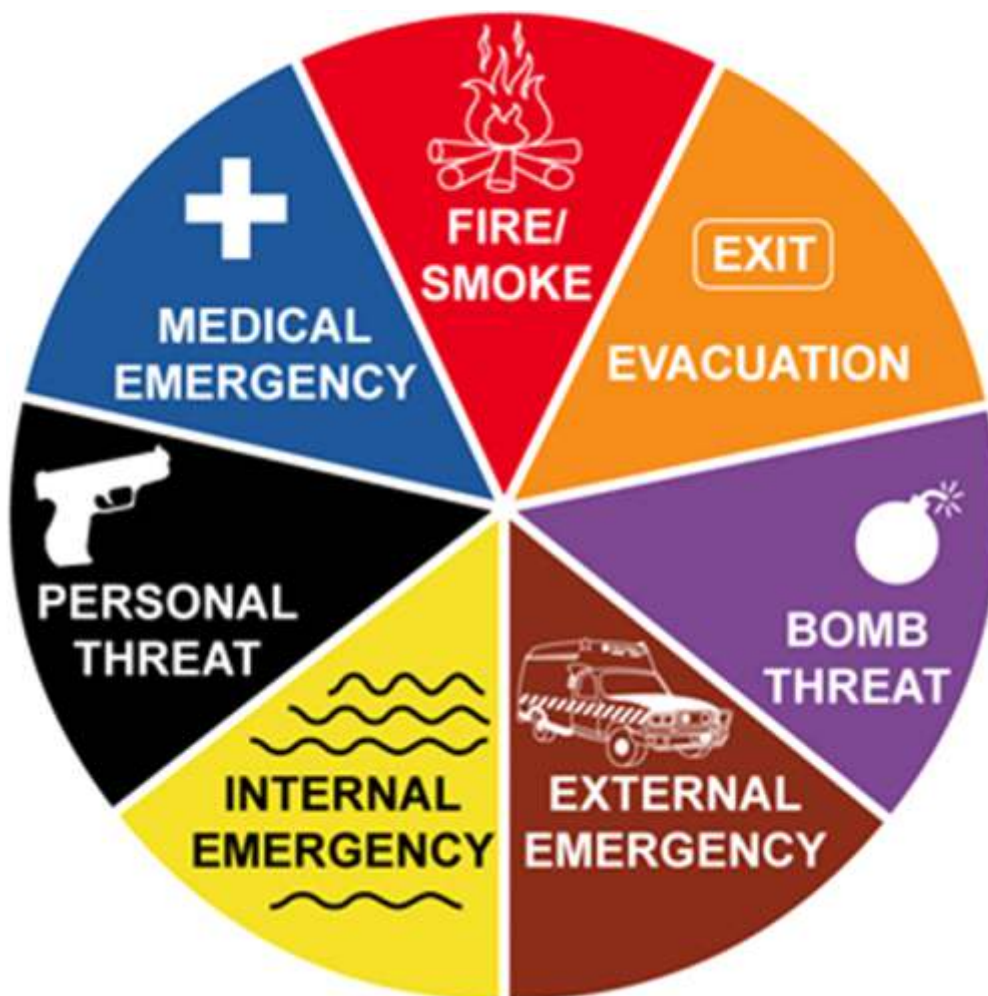 FIRE/
SMOKE
EXIT
EVACUATION
BOMB
THREAT
EXTERNAL
EMERGENCY
INTERNAL
EMERGENCY
PERSONAL
THREAT
MEDICAL
EMERGENCY